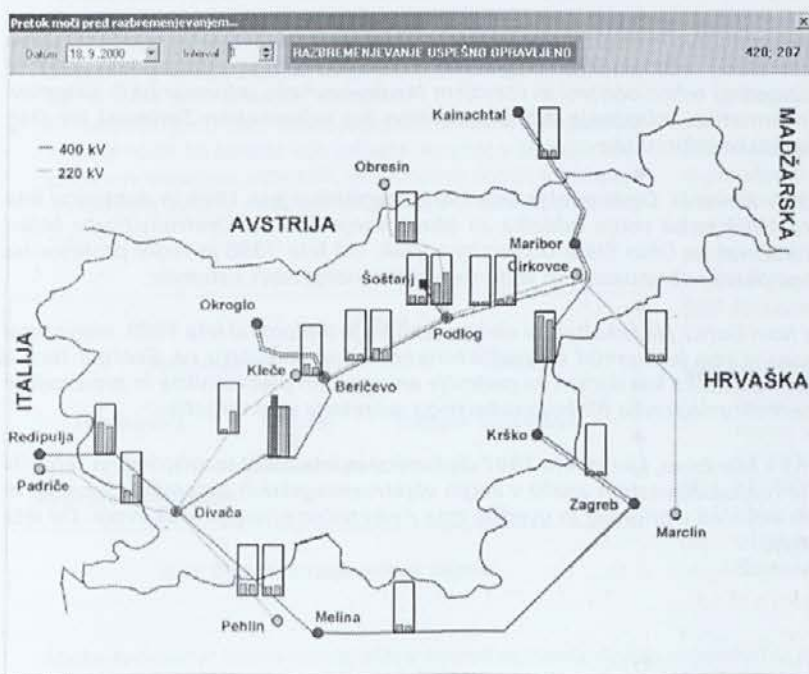 Pretok moči pred razbremenjevanjem...
Datum 18. 9.2000 Interval RAZBREMENJEVANJE USPEŠNO OPRAVLJENO 420; 207
400 kV
220 kV
Kainachtal
MADŽARSKA
Obresin
AVSTRIJA
Maribor
Cirkovce
Šoštanj
Okroglo
Podlog
ITALIJA
Kleče
Beričevo
HRVAŠKA
Redipulja
Krško
Padriče
Divača
Zagreb
Marclin
Pehlin
Melina